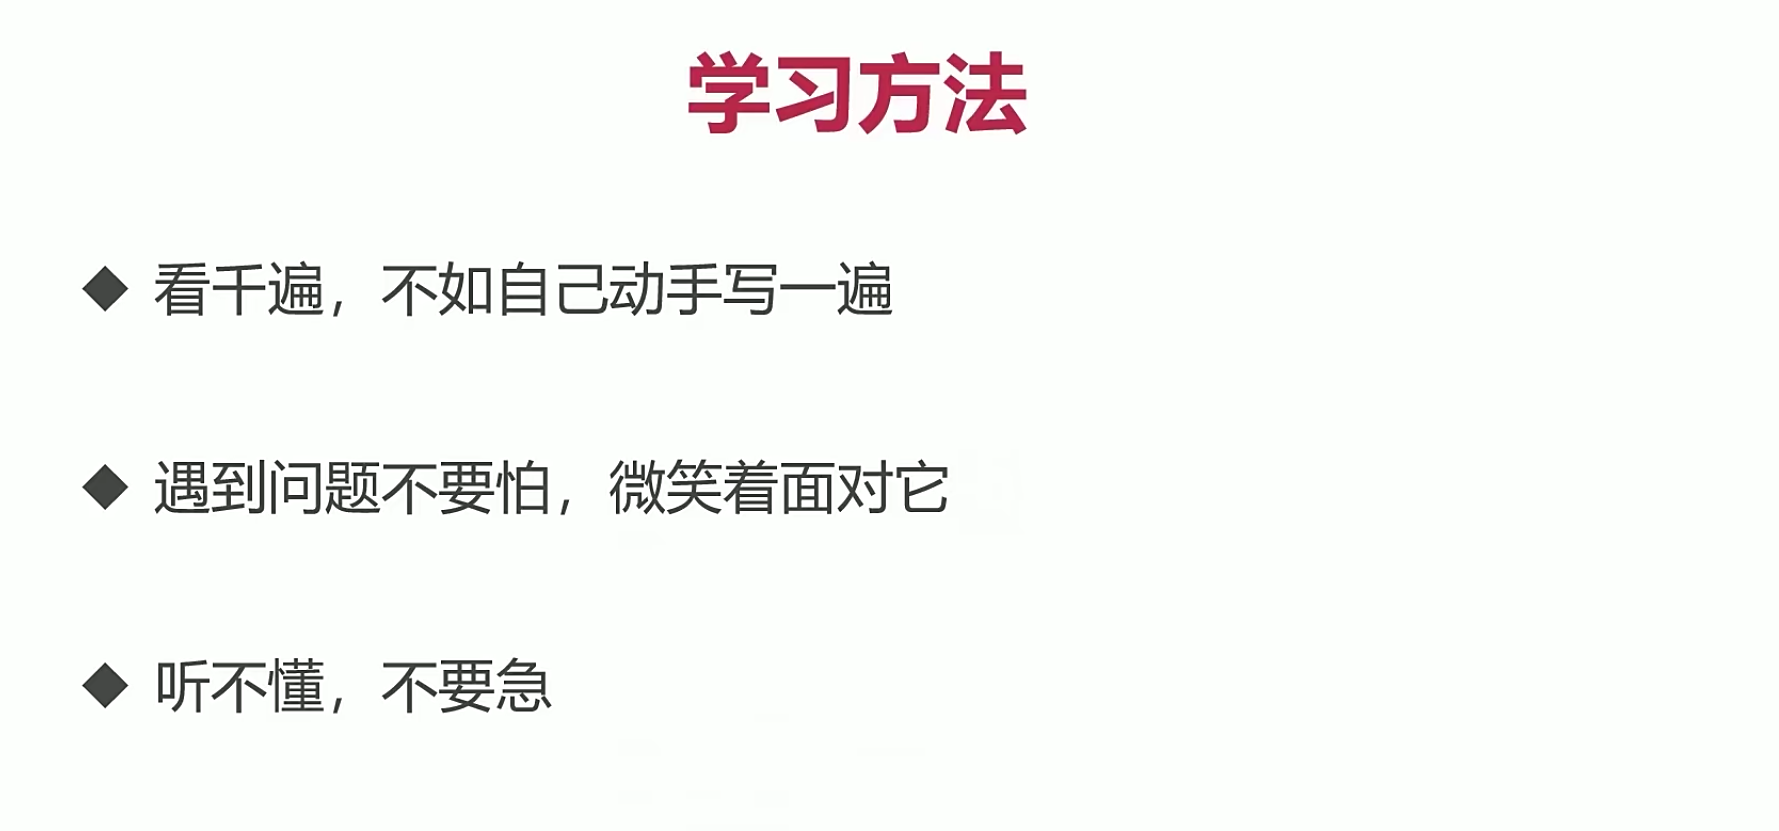 学习方法
◆ 看千遍，不如自己动手写一遍
◆ 遇到问题不要怕，微笑着面对它
◆ 听不懂，不要急